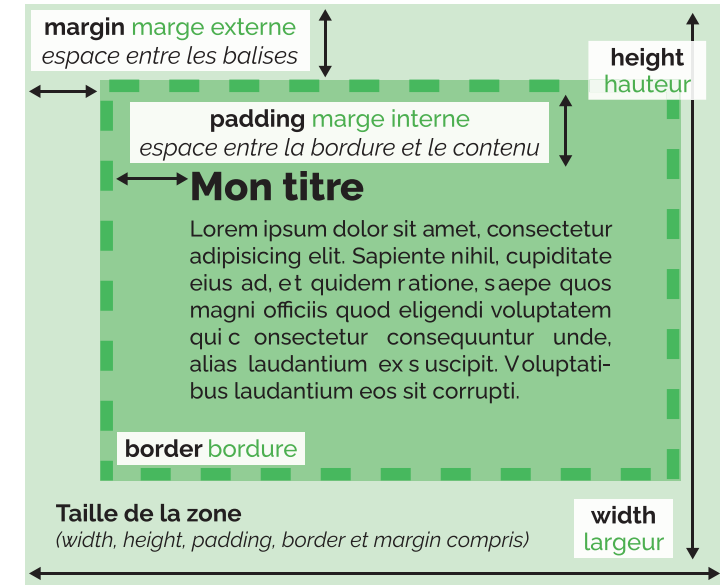 margin marge externe
espace entre les balises
height
hauteur
padding marge interne
espace entre la bordure et le contenu
Mon titre
Lorem ipsum dolor sit amet, consectetur
adipisicing elit. Sapiente nihil, cupiditate
eius ad, et quidem ratione, saepe quos
magni officiis quod eligendi voluptatem
qui c onsectetur consequuntur unde,
alias laudantium ex s uscipit. Voluptati-
bus laudantium eos sit corrupti.
border bordure
Taille de la zone
(width, height, padding, border et margin compris)
width
largeur